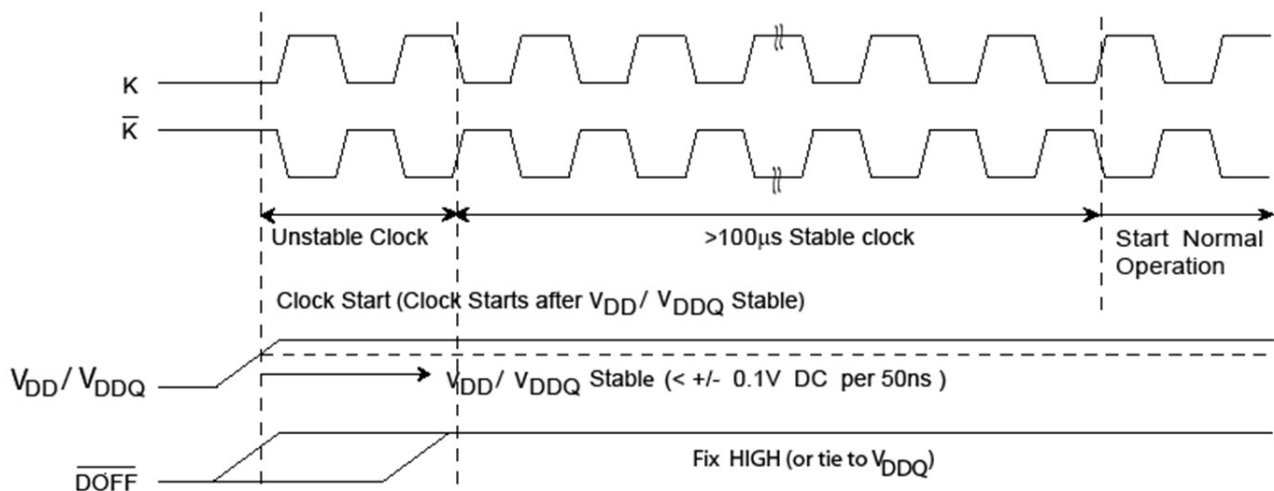 K
K̅
Unstable Clock
>100μs Stable clock
Start Normal
Operation
Clock Start (Clock Starts after VDD/ VDDQ Stable)
VDD/ VDDQ
VDD/ VDDQ Stable (< +/- 0.1V DC per 50ns )
D̅O̅F̅F̅
Fix HIGH (or tie to VDDQ)